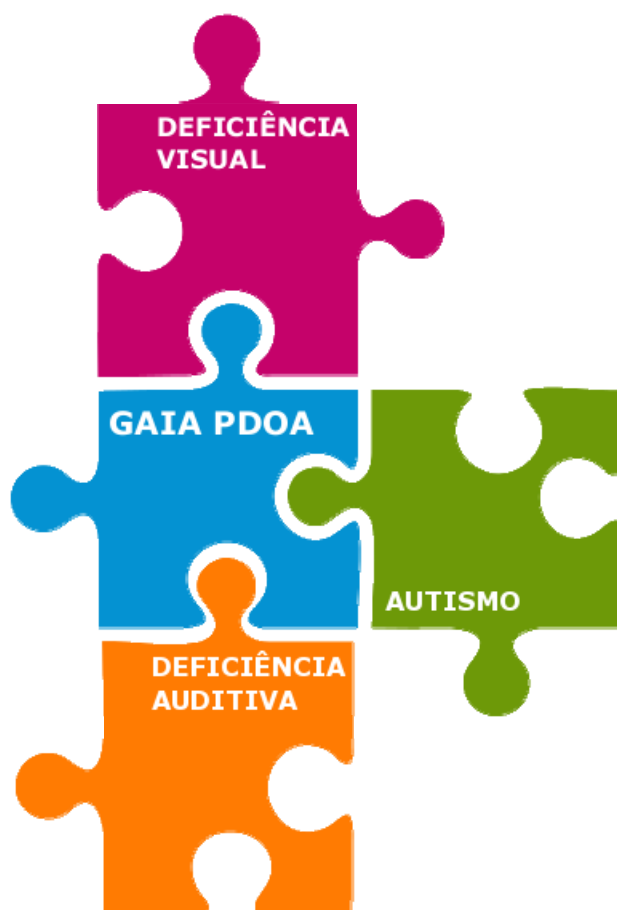 DEFICIÊNCIA
VISUAL
GAIA PDOA
AUTISMO
DEFICIÊNCIA
AUDITIVA